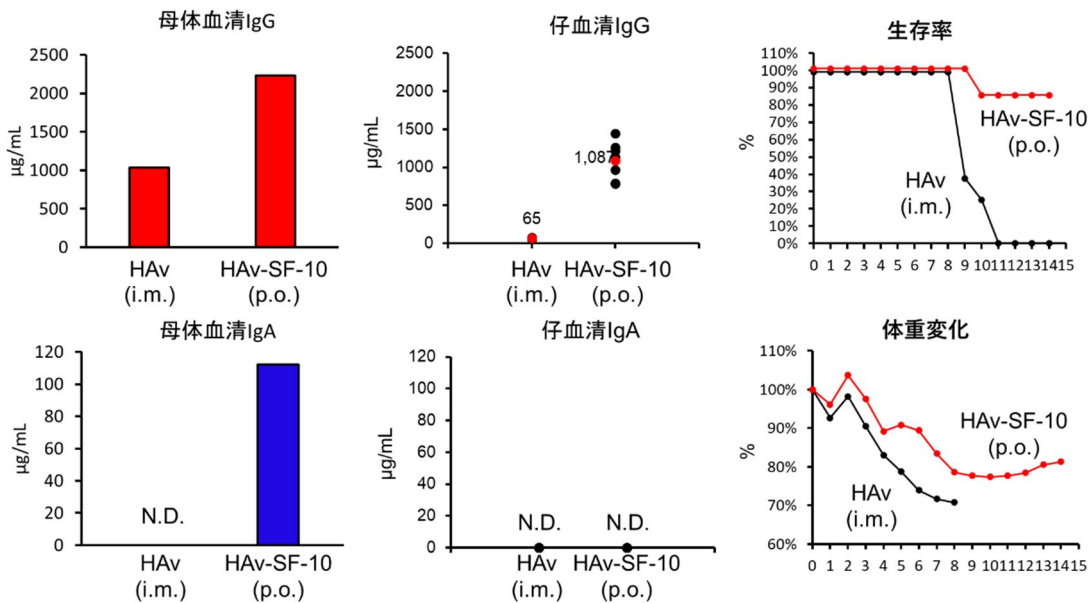 母体血清IgG
2500
2000
1500
1000
500
0
μg/mL
HAv
(i.m.)
HAv-SF-10
(p.o.)
仔血清IgG
2500
2000
1500
1000
500
0
μg/mL
65
1,087
HAv
(i.m.)
HAv-SF-10
(p.o.)
生存率
110%
100%
90%
80%
70%
60%
50%
40%
30%
20%
10%
0%
%
HAv-SF-10
(p.o.)
HAv
(i.m.)
0 1 2 3 4 5 6 7 8 9 10 11 12 13 14 15
母体血清IgA
120
100
80
60
40
20
0
μg/mL
N.D.
HAv
(i.m.)
HAv-SF-10
(p.o.)
仔血清IgA
120
100
80
60
40
20
0
μg/mL
N.D.
N.D.
HAv
(i.m.)
HAv-SF-10
(p.o.)
体重変化
110%
100%
90%
80%
70%
60%
%
HAv-SF-10
(p.o.)
HAv
(i.m.)
0 1 2 3 4 5 6 7 8 9 10 11 12 13 14 15